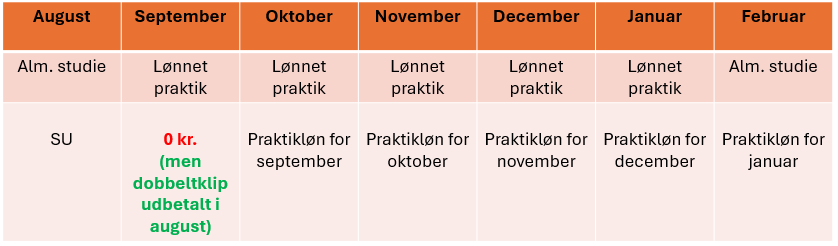 August September Oktober November December Januar Februar
Alm. studie Lønnet praktik Lønnet praktik Lønnet praktik Lønnet praktik Lønnet praktik Alm. studie
SU
0 kr.
(men
dobbeltklip
udbetalt i
august)
Praktikløn for
september
Praktikløn for
oktober
Praktikløn for
november
Praktikløn for
december
Praktikløn for
januar